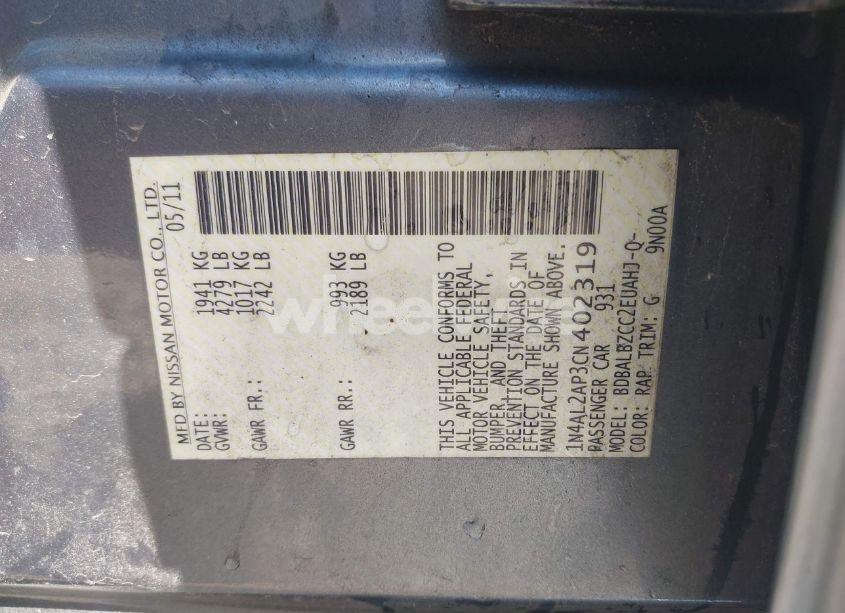 MFD BY NISSAN MOTOR CO., LTD.
DATE: 05/11
GVWR: 1941 KG
4279 LB
GAWR FR.: 1017 KG
2242 LB
GAWR RR.: 993 KG
2189 LB
THIS VEHICLE CONFORMS TO
ALL APPLICABLE FEDERAL
MOTOR VEHICLE SAFETY,
BUMPER, AND THEFT
PREVENTION STANDARDS IN
EFFECT ON THE DATE OF
MANUFACTURE SHOWN ABOVE.
1N4AL2AP3CN402319
PASSENGER CAR 931
MODEL: BDBALBZCC2EUAHJ-Q-
COLOR: RAP TRIM: G 9N00A